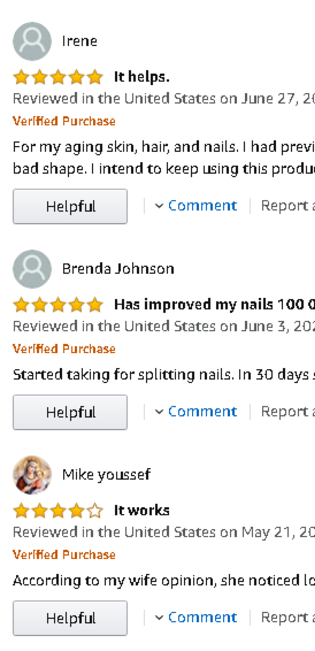 Irene
It helps.
Reviewed in the United States on June 27, 20
Verified Purchase
For my aging skin, hair, and nails. I had previ
bad shape. I intend to keep using this produ
Helpful
Comment
Report a
Brenda Johnson
Has improved my nails 100
Reviewed in the United States on June 3, 202
Verified Purchase
Started taking for splitting nails. In 30 days s
Helpful
Comment
Report a
Mike youssef
It works
Reviewed in the United States on May 21, 20
Verified Purchase
According to my wife opinion, she noticed lo
Helpful
Comment
Report a